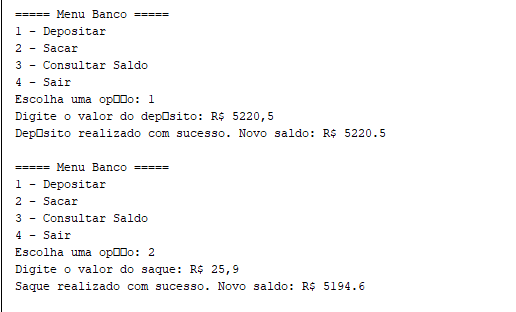 ===== Menu Banco =====
1 - Depositar
2 - Sacar
3 - Consultar Saldo
4 - Sair
Escolha uma op□□o: 1
Digite o valor do dep□sito: R$ 5220,5
Dep□sito realizado com sucesso. Novo saldo: R$ 5220.5
===== Menu Banco =====
1 - Depositar
2 - Sacar
3 - Consultar Saldo
4 - Sair
Escolha uma op□□o: 2
Digite o valor do saque: R$ 25,9
Saque realizado com sucesso. Novo saldo: R$ 5194.6